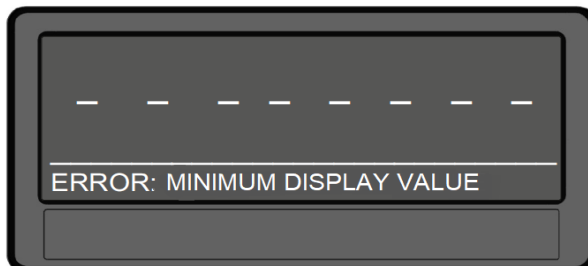 – – – – – – – –
ERROR: MINIMUM DISPLAY VALUE